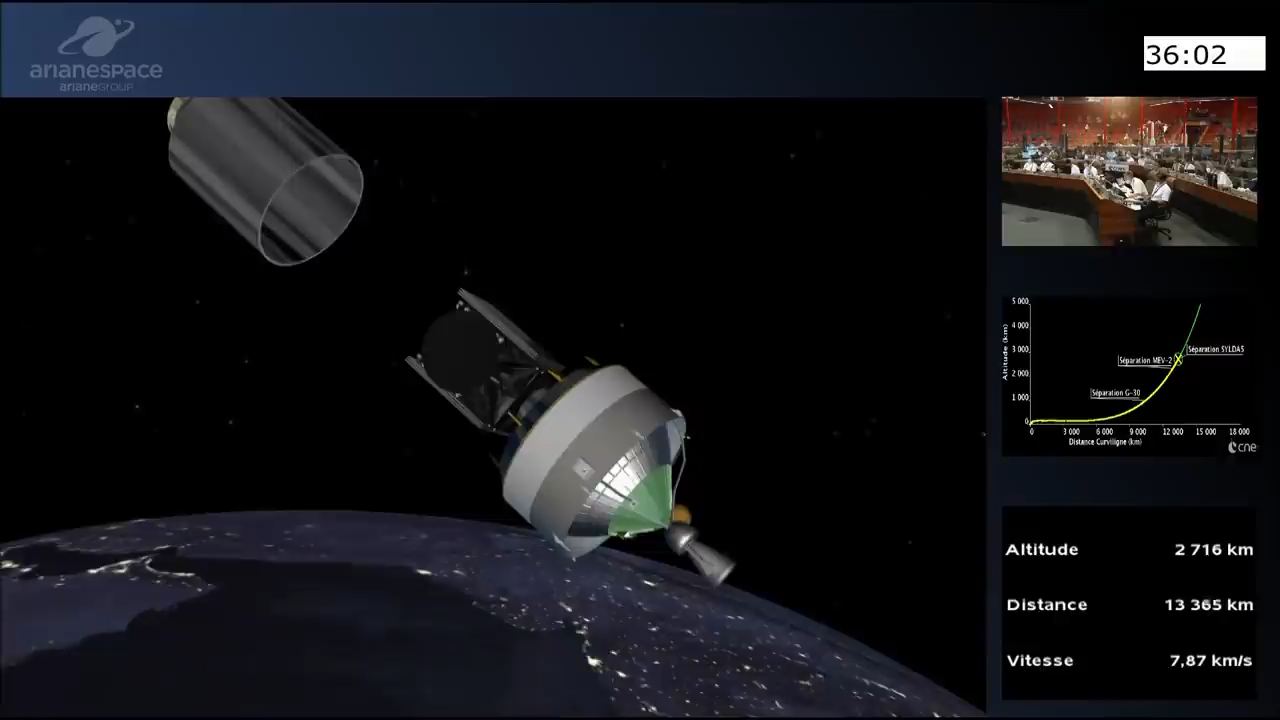 arianespace
arianeGROUP
36:02
5 000
4 000
3 000
2 000
1 000
0
Altitude (km)
Séparation SYLDA5
Séparation MEV-2
Séparation G-30
0 3 000 6 000 9 000 12 000 15 000 18 000
Distance Curviligne (km)
cne
Altitude 2 716 km
Distance 13 365 km
Vitesse 7,87 km/s